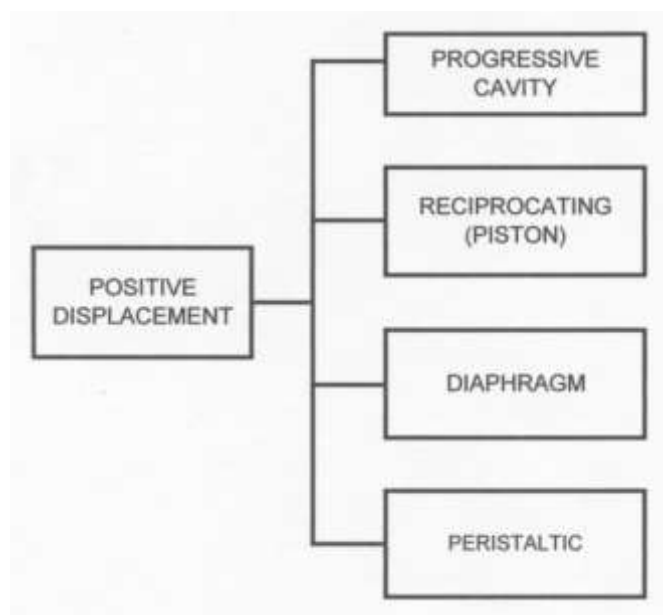 PROGRESSIVE
CAVITY
RECIPROCATING
(PISTON)
POSITIVE
DISPLACEMENT
DIAPHRAGM
PERISTALTIC